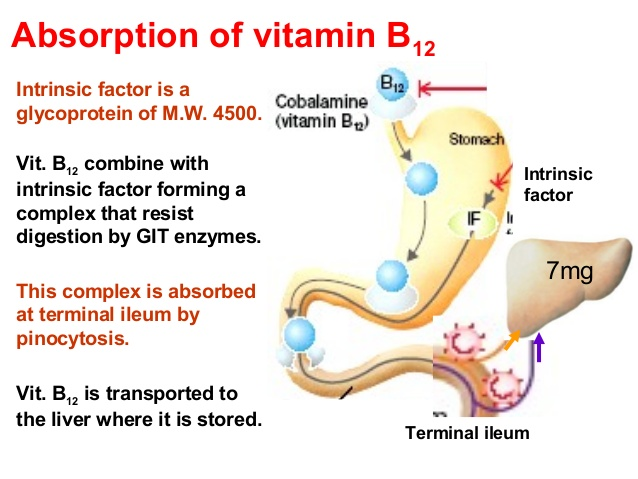 Absorption of vitamin B12
Intrinsic factor is a
glycoprotein of M.W. 4500.
Vit. B12 combine with
intrinsic factor forming a
complex that resist
digestion by GIT enzymes.
This complex is absorbed
at terminal ileum by
pinocytosis.
Vit. B12 is transported to
the liver where it is stored.
B12
Cobalamine
(vitamin B12)
Stomach
Intrinsic
factor
IF
7mg
Terminal ileum